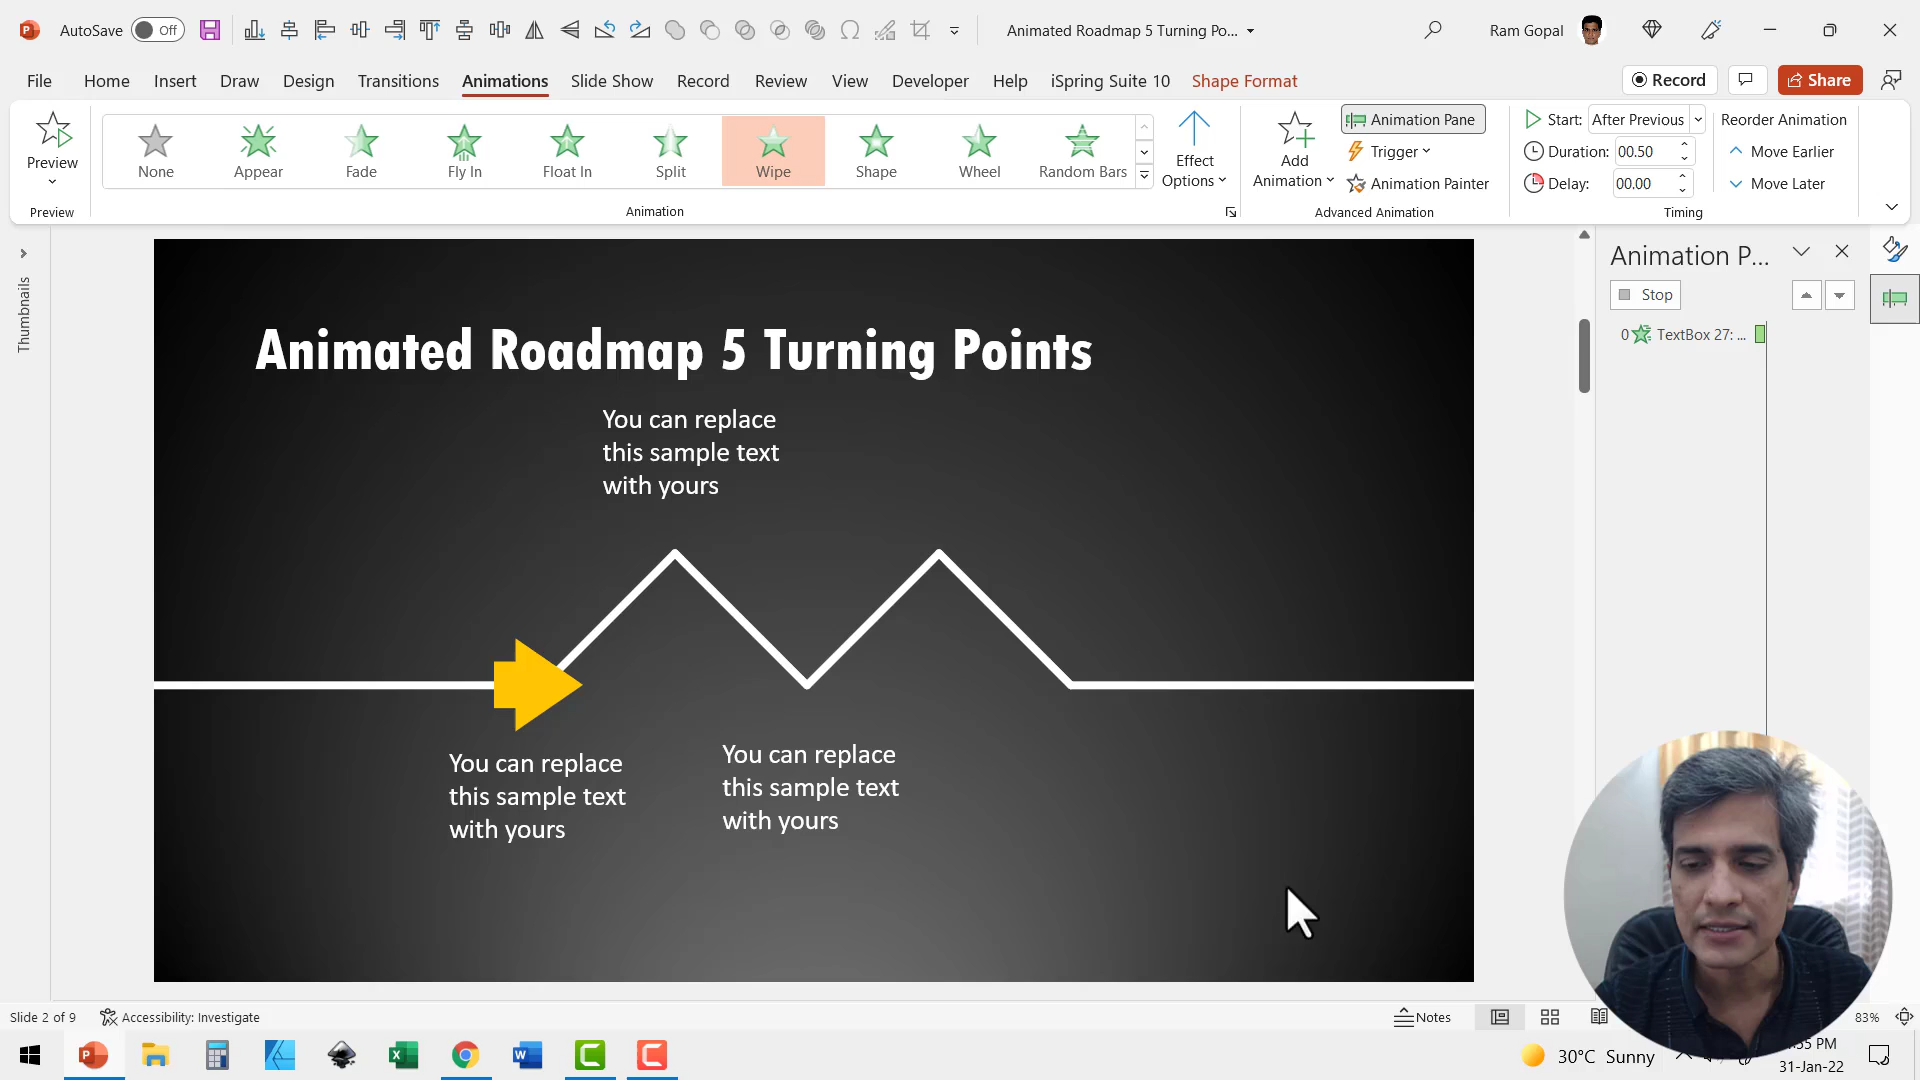 AutoSave
Off
Animated Roadmap 5 Turning Po...
Ram Gopal
File
Home
Insert
Draw
Design
Transitions
Animations
Slide Show
Record
Review
View
Developer
Help
iSpring Suite 10
Shape Format
Record
Share
Preview
None
Appear
Fade
Fly In
Float In
Split
Wipe
Shape
Wheel
Random Bars
Effect
Options
Add
Animation
Animation Pane
Trigger
Animation Painter
Start: After Previous
Duration: 00.50
Delay: 00.00
Reorder Animation
Move Earlier
Move Later
Preview
Animation
Advanced Animation
Timing
Thumbnails
Animated Roadmap 5 Turning Points
You can replace
this sample text
with yours
You can replace
this sample text
with yours
You can replace
this sample text
with yours
Animation P...
Stop
0 TextBox 27: ...
Slide 2 of 9
Accessibility: Investigate
Notes
83%
30°C Sunny
:35 PM
31-Jan-22